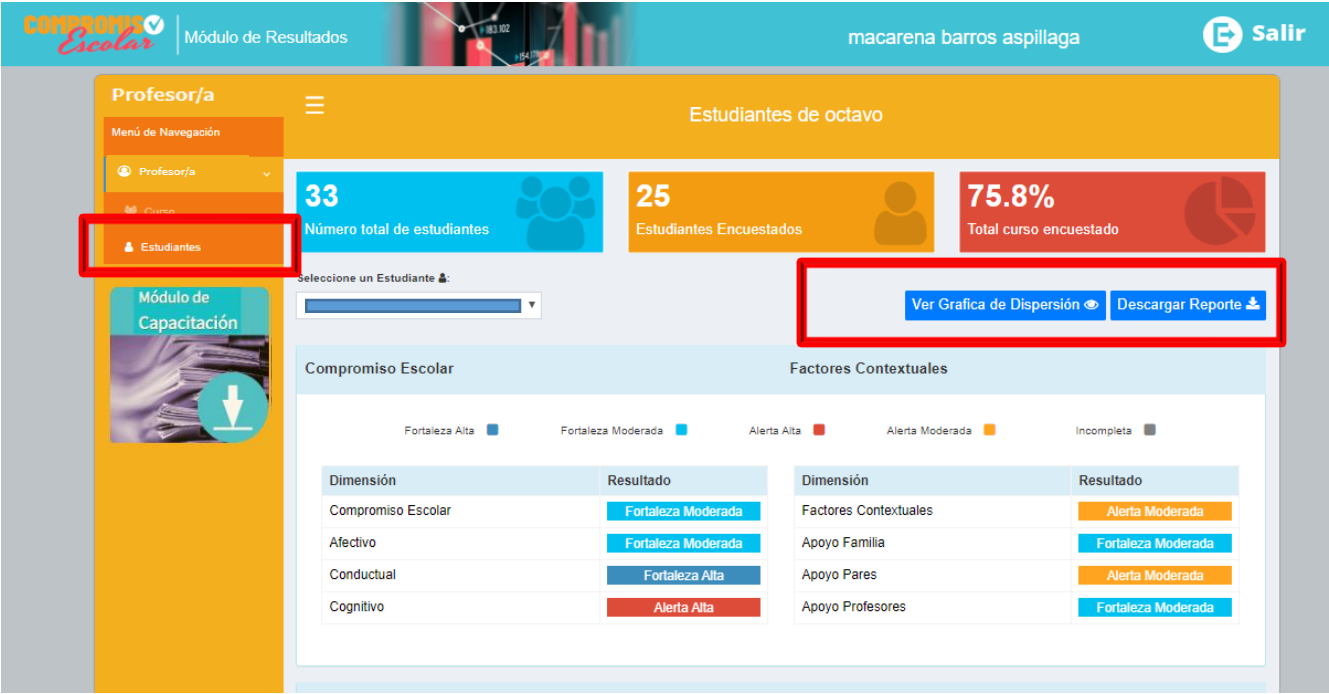 COMPROMISO
Escolar
Módulo de Resultados
183.102
154.178
macarena barros aspillaga
Salir
Profesor/a
Menú de Navegación
Profesor/a
Curso
Estudiantes
Módulo de
Capacitación
Estudiantes de octavo
33
Número total de estudiantes
25
Estudiantes Encuestados
75.8%
Total curso encuestado
Seleccione un Estudiante :
Ver Grafica de Dispersión
Descargar Reporte
Compromiso Escolar
Factores Contextuales
Fortaleza Alta Fortaleza Moderada Alerta Alta Alerta Moderada Incompleta
Dimensión Resultado
Compromiso Escolar Fortaleza Moderada
Afectivo Fortaleza Moderada
Conductual Fortaleza Alta
Cognitivo Alerta Alta
Dimensión Resultado
Factores Contextuales Alerta Moderada
Apoyo Familia Fortaleza Moderada
Apoyo Pares Alerta Moderada
Apoyo Profesores Fortaleza Moderada